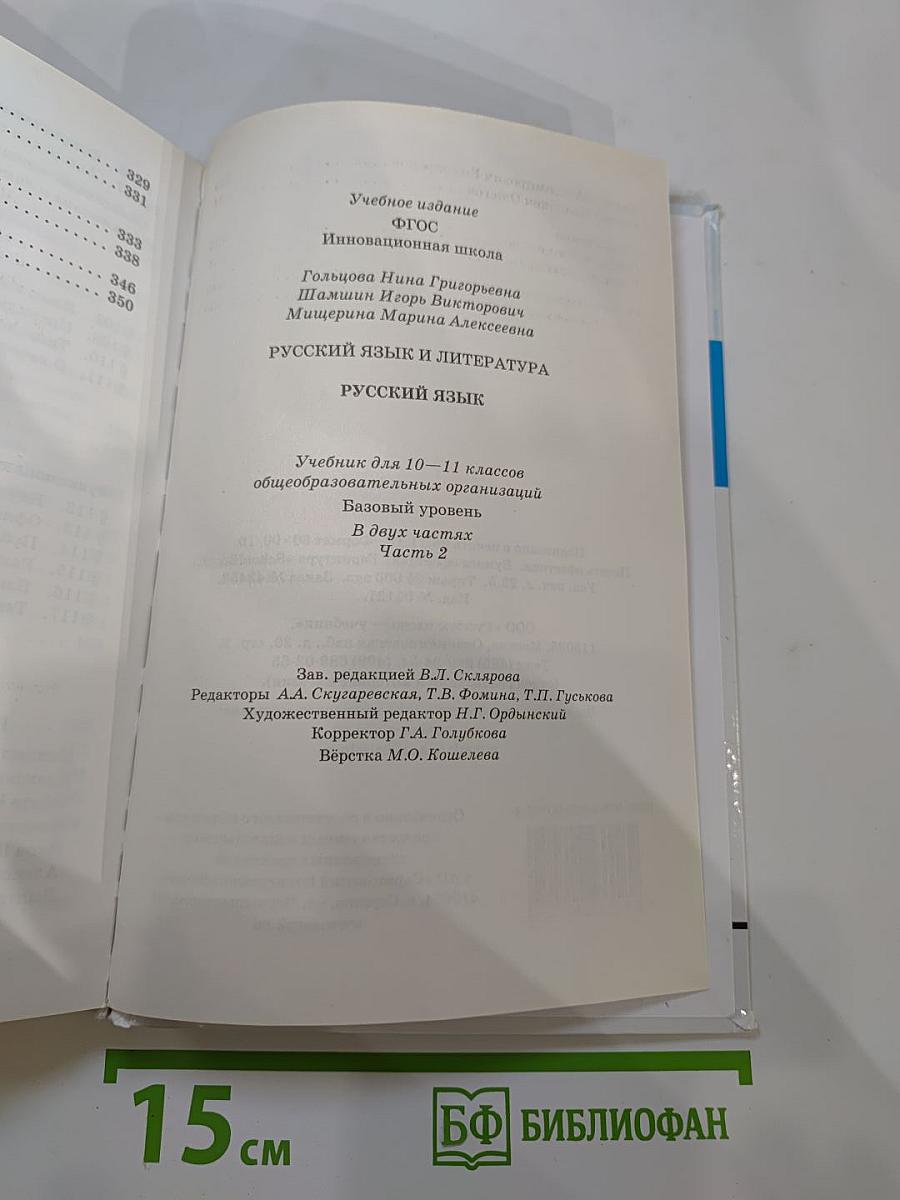 329
331
333
338
346
350
Учебное издание
ФГОС
Инновационная школа
Гольцова Нина Григорьевна
Шамшин Игорь Викторович
Мищерина Марина Алексеевна
РУССКИЙ ЯЗЫК И ЛИТЕРАТУРА
РУССКИЙ ЯЗЫК
Учебник для 10—11 классов
общеобразовательных организаций
Базовый уровень
В двух частях
Часть 2
Зав. редакцией В.Л. Склярова
Редакторы А.А. Скугаревская, Т.В. Фомина, Т.П. Гуськова
Художественный редактор Н.Г. Ордынский
Корректор Г.А. Голубкова
Вёрстка М.О. Кошелева
15 см
БФ БИБЛИОФАН